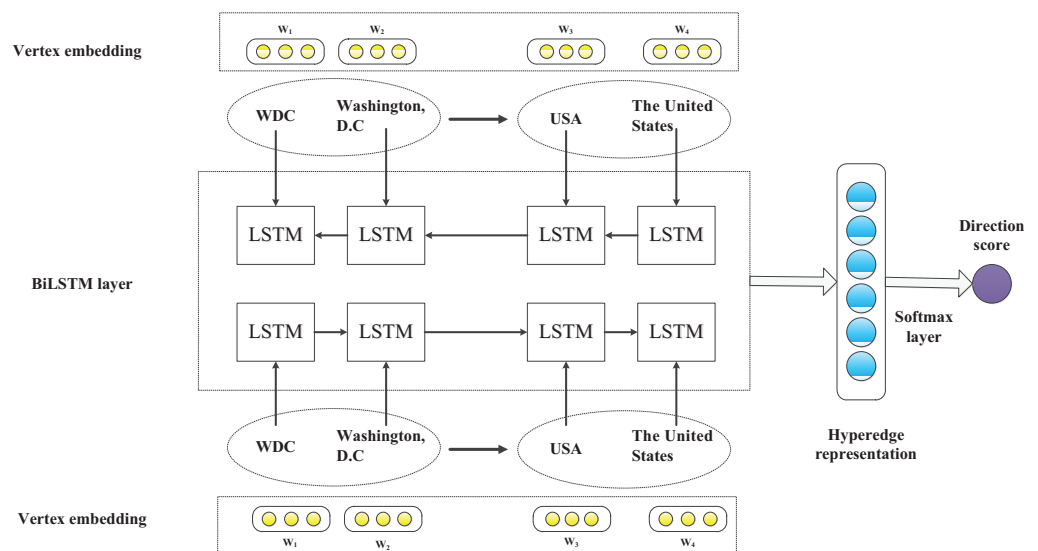 W1 W2 W3 W4
Vertex embedding
WDC Washington, D.C USA The United States
LSTM LSTM LSTM LSTM
BiLSTM layer
Direction score
Softmax layer
LSTM LSTM LSTM LSTM
WDC Washington, D.C USA The United States
Hyperedge representation
Vertex embedding
W1 W2 W3 W4